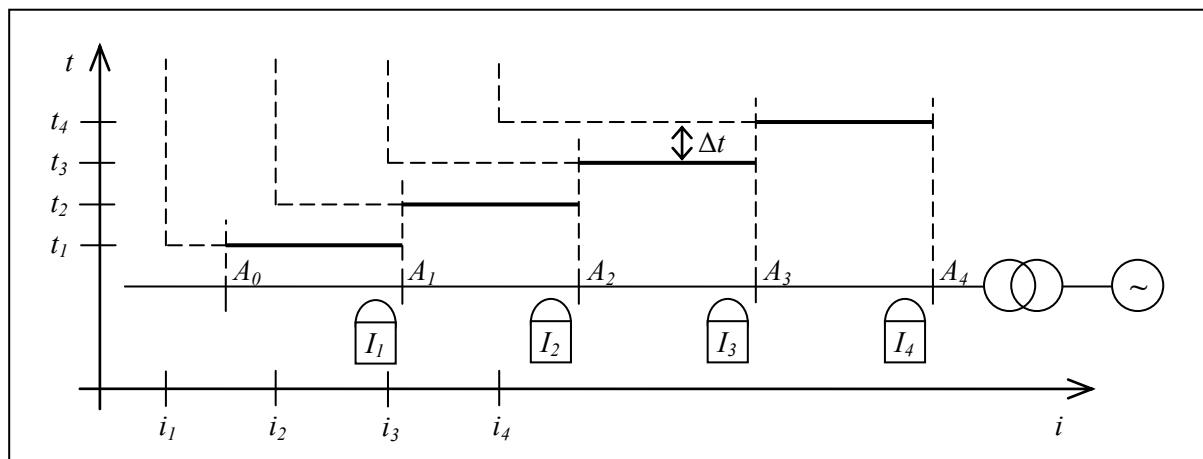 t
t4
Δt
t3
t2
t1
A0 A1 A2 A3 A4
~
I1 I2 I3 I4
i1 i2 i3 i4 i